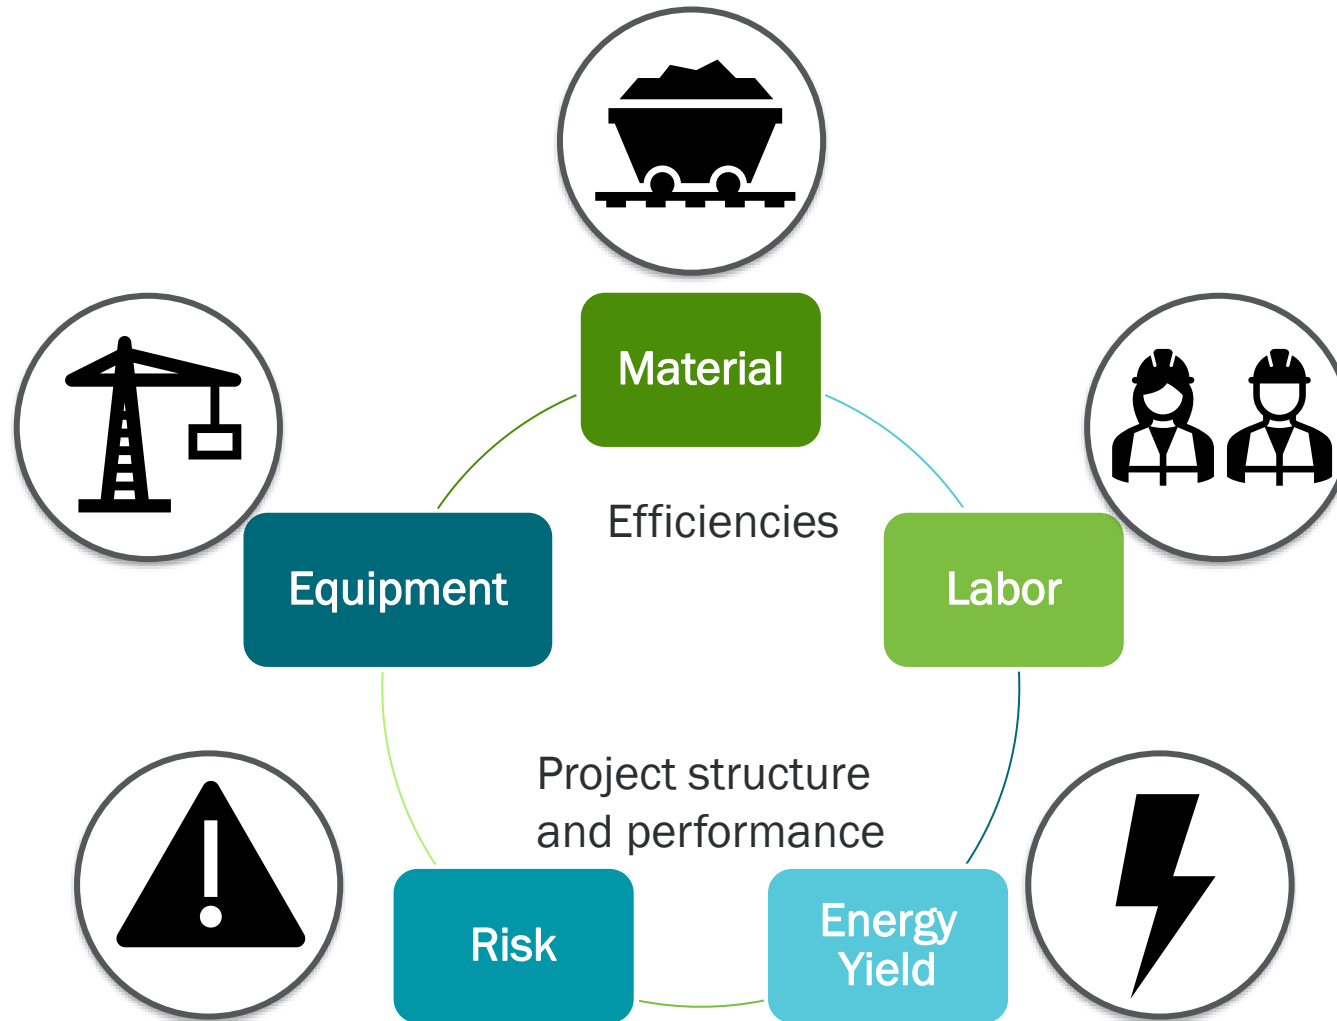 Material
Efficiencies
Equipment
Labor
Project structure
and performance
Risk
Energy
Yield